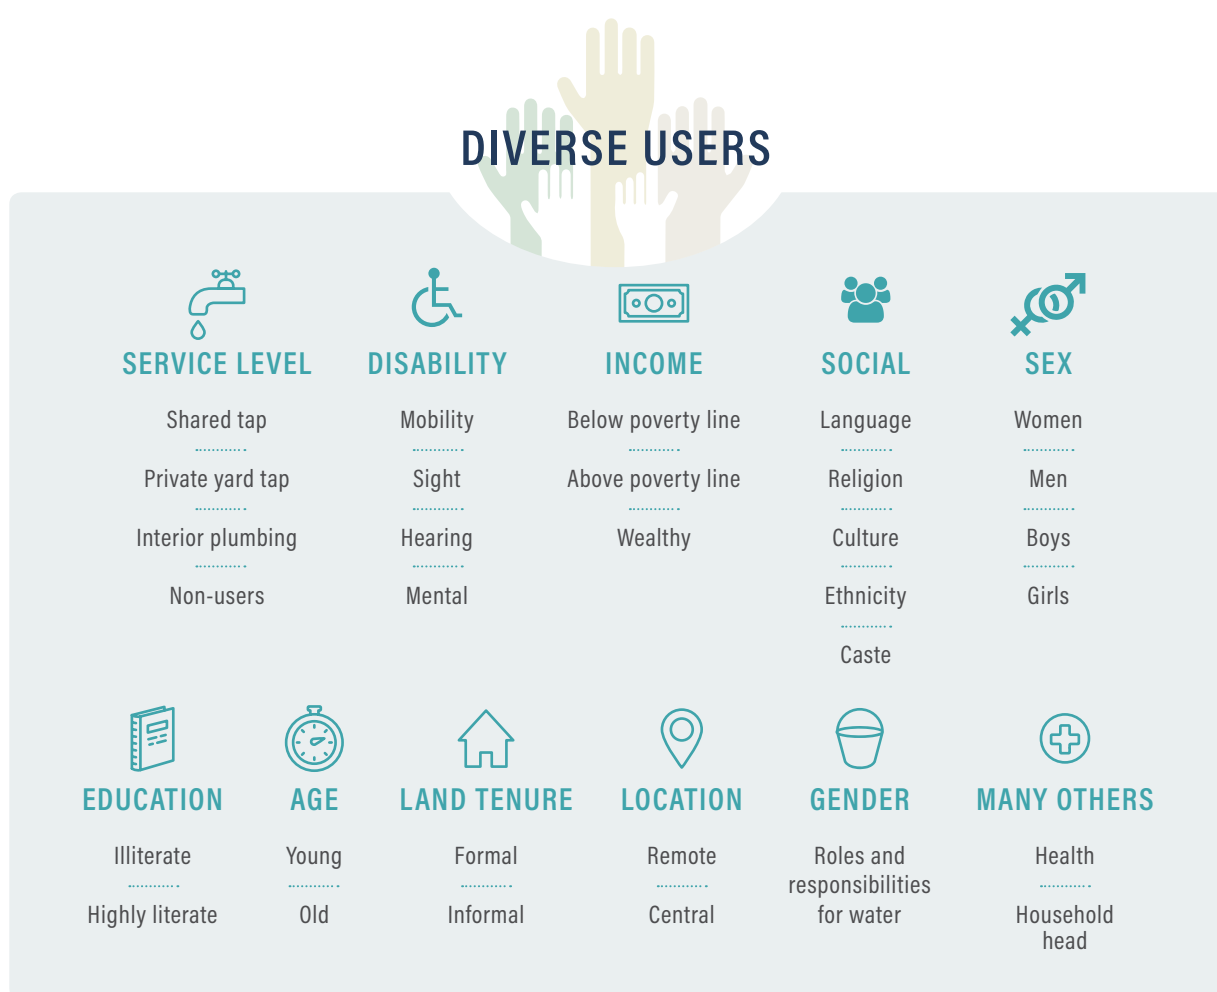 DIVERSE USERS
SERVICE LEVEL
Shared tap
Private yard tap
Interior plumbing
Non-users
DISABILITY
Mobility
Sight
Hearing
Mental
INCOME
Below poverty line
Above poverty line
Wealthy
SOCIAL
Language
Religion
Culture
Ethnicity
Caste
SEX
Women
Men
Boys
Girls
EDUCATION
Illiterate
Highly literate
AGE
Young
Old
LAND TENURE
Formal
Informal
LOCATION
Remote
Central
GENDER
Roles and
responsibilities
for water
MANY OTHERS
Health
Household
head